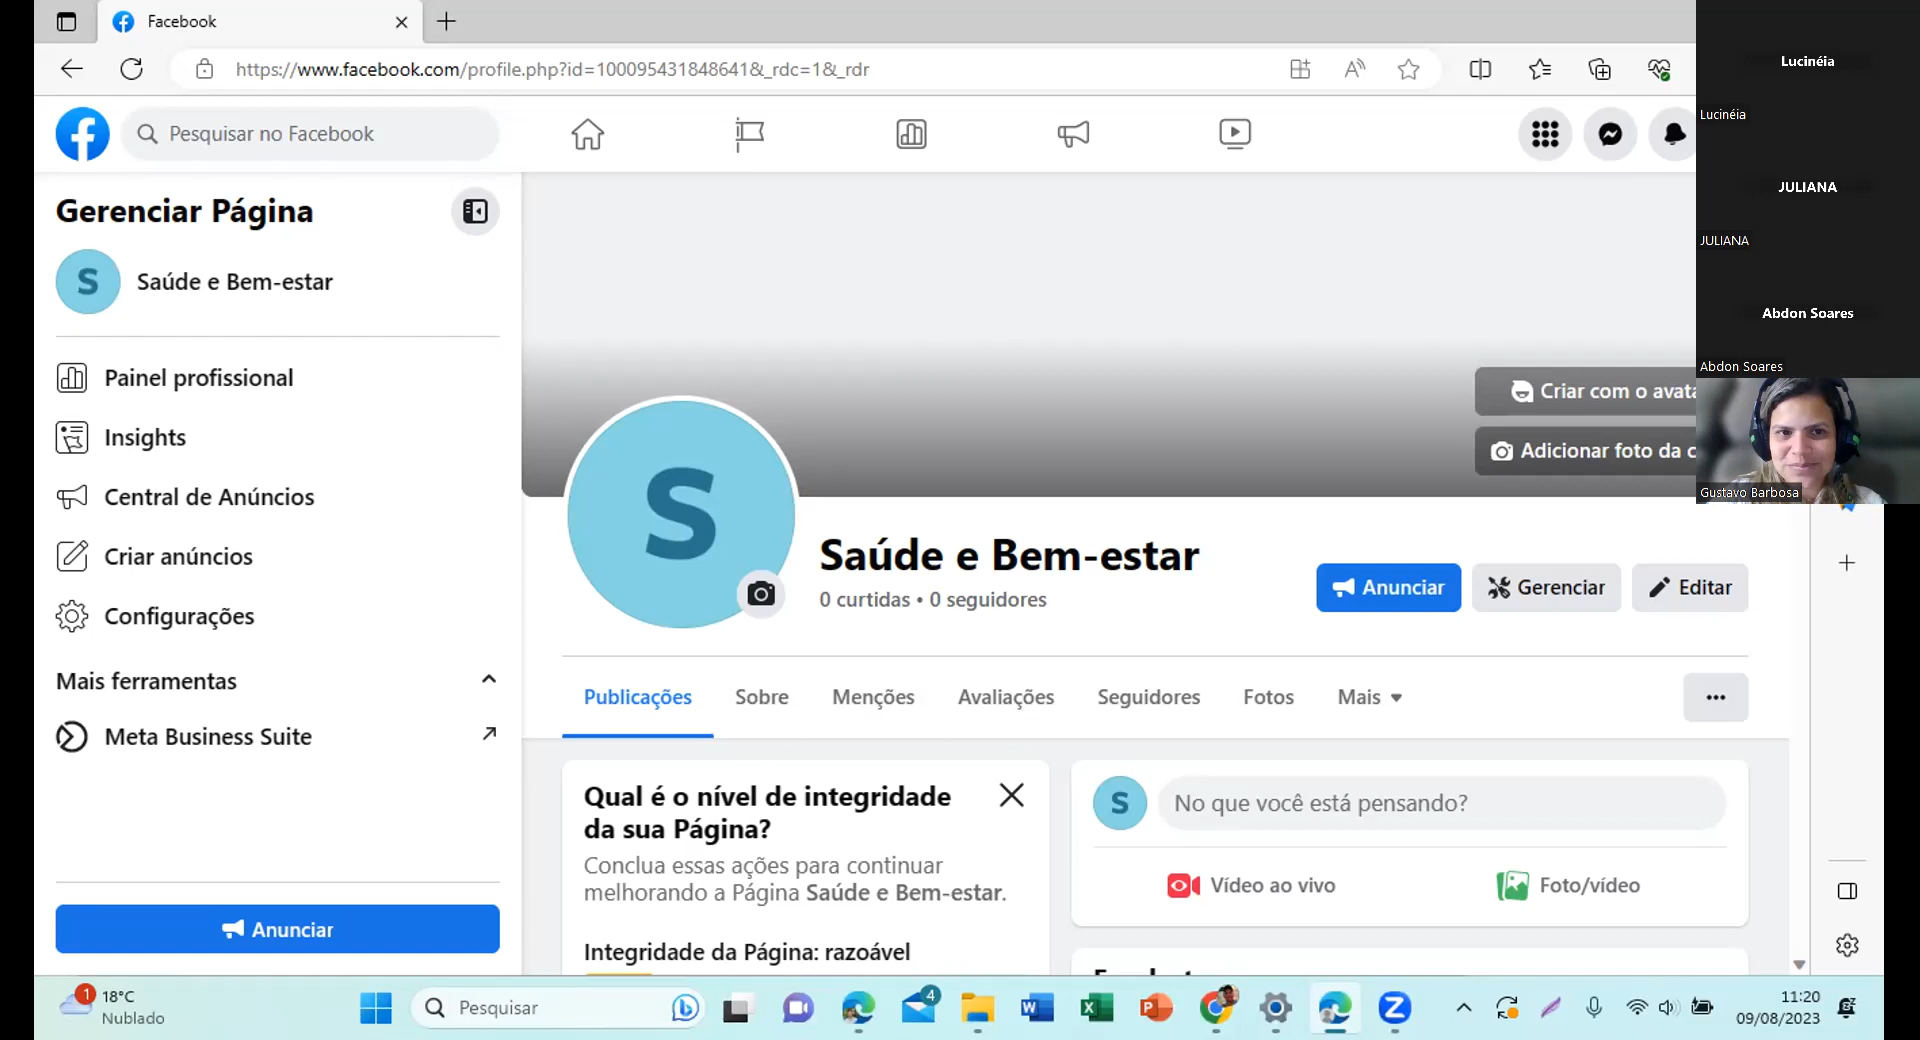 Facebook
https://www.facebook.com/profile.php?id=100095431848641&_rdc=1&_rdr
Pesquisar no Facebook
Gerenciar Página
S
Saúde e Bem-estar
Painel profissional
Insights
Central de Anúncios
Criar anúncios
Configurações
Mais ferramentas
Meta Business Suite
Anunciar
Criar com o avata
Adicionar foto da c
S
Saúde e Bem-estar
0 curtidas • 0 seguidores
Anunciar
Gerenciar
Editar
Publicações
Sobre
Menções
Avaliações
Seguidores
Fotos
Mais
Qual é o nível de integridade
da sua Página?
Conclua essas ações para continuar
melhorando a Página Saúde e Bem-estar.
Integridade da Página: razoável
S
No que você está pensando?
Vídeo ao vivo
Foto/vídeo
Lucinéia
Lucinéia
JULIANA
JULIANA
Abdon Soares
Abdon Soares
Gustavo Barbosa
1
18°C
Nublado
Pesquisar
4
11:20
09/08/2023